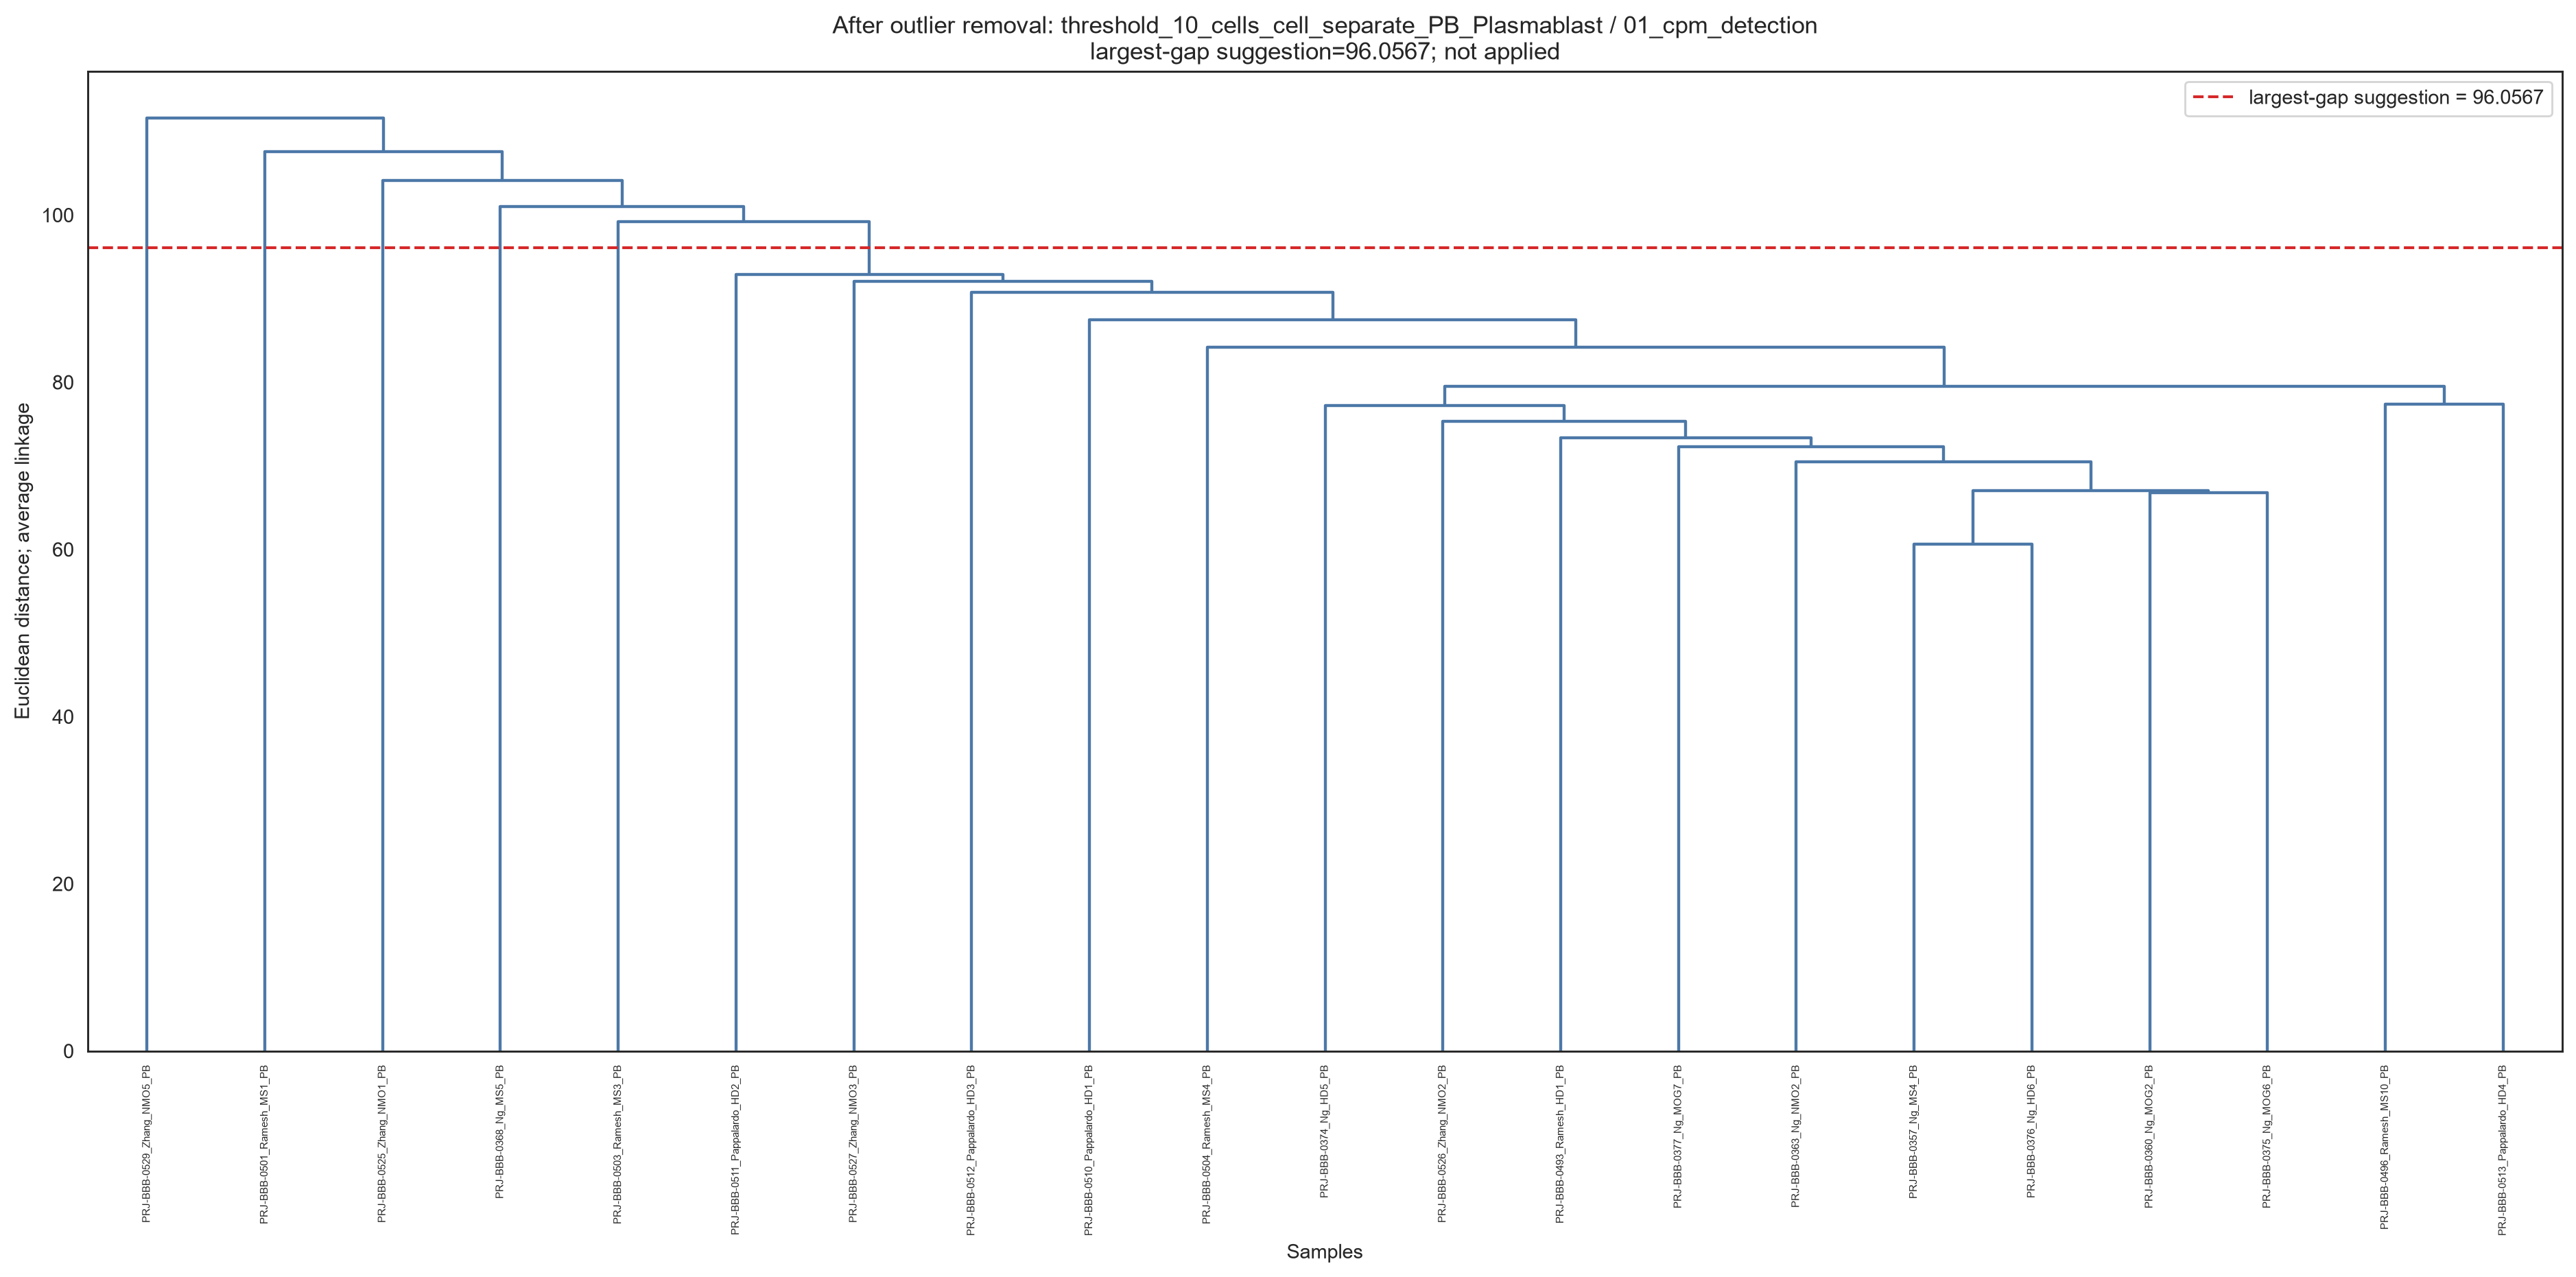 After outlier removal: threshold_10_cells_cell_separate_PB_Plasmablast / 01_cpm_detection
largest-gap suggestion=96.0567; not applied
largest-gap suggestion = 96.0567
Euclidean distance; average linkage
100
80
60
40
20
0
PRJ-BBB-0529_Zhang_NMO5_PB
PRJ-BBB-0501_Ramesh_MS1_PB
PRJ-BBB-0525_Zhang_NMO1_PB
PRJ-BBB-0368_Ng_MS5_PB
PRJ-BBB-0503_Ramesh_MS3_PB
PRJ-BBB-0511_Pappalardo_HD2_PB
PRJ-BBB-0527_Zhang_NMO3_PB
PRJ-BBB-0512_Pappalardo_HD3_PB
PRJ-BBB-0510_Pappalardo_HD1_PB
PRJ-BBB-0504_Ramesh_MS4_PB
PRJ-BBB-0374_Ng_HD5_PB
PRJ-BBB-0526_Zhang_NMO2_PB
PRJ-BBB-0493_Ramesh_HD1_PB
PRJ-BBB-0377_Ng_MOG7_PB
PRJ-BBB-0363_Ng_NMO2_PB
PRJ-BBB-0357_Ng_MS4_PB
PRJ-BBB-0376_Ng_HD6_PB
PRJ-BBB-0360_Ng_MOG2_PB
PRJ-BBB-0375_Ng_MOG6_PB
PRJ-BBB-0496_Ramesh_MS10_PB
PRJ-BBB-0513_Pappalardo_HD4_PB
Samples